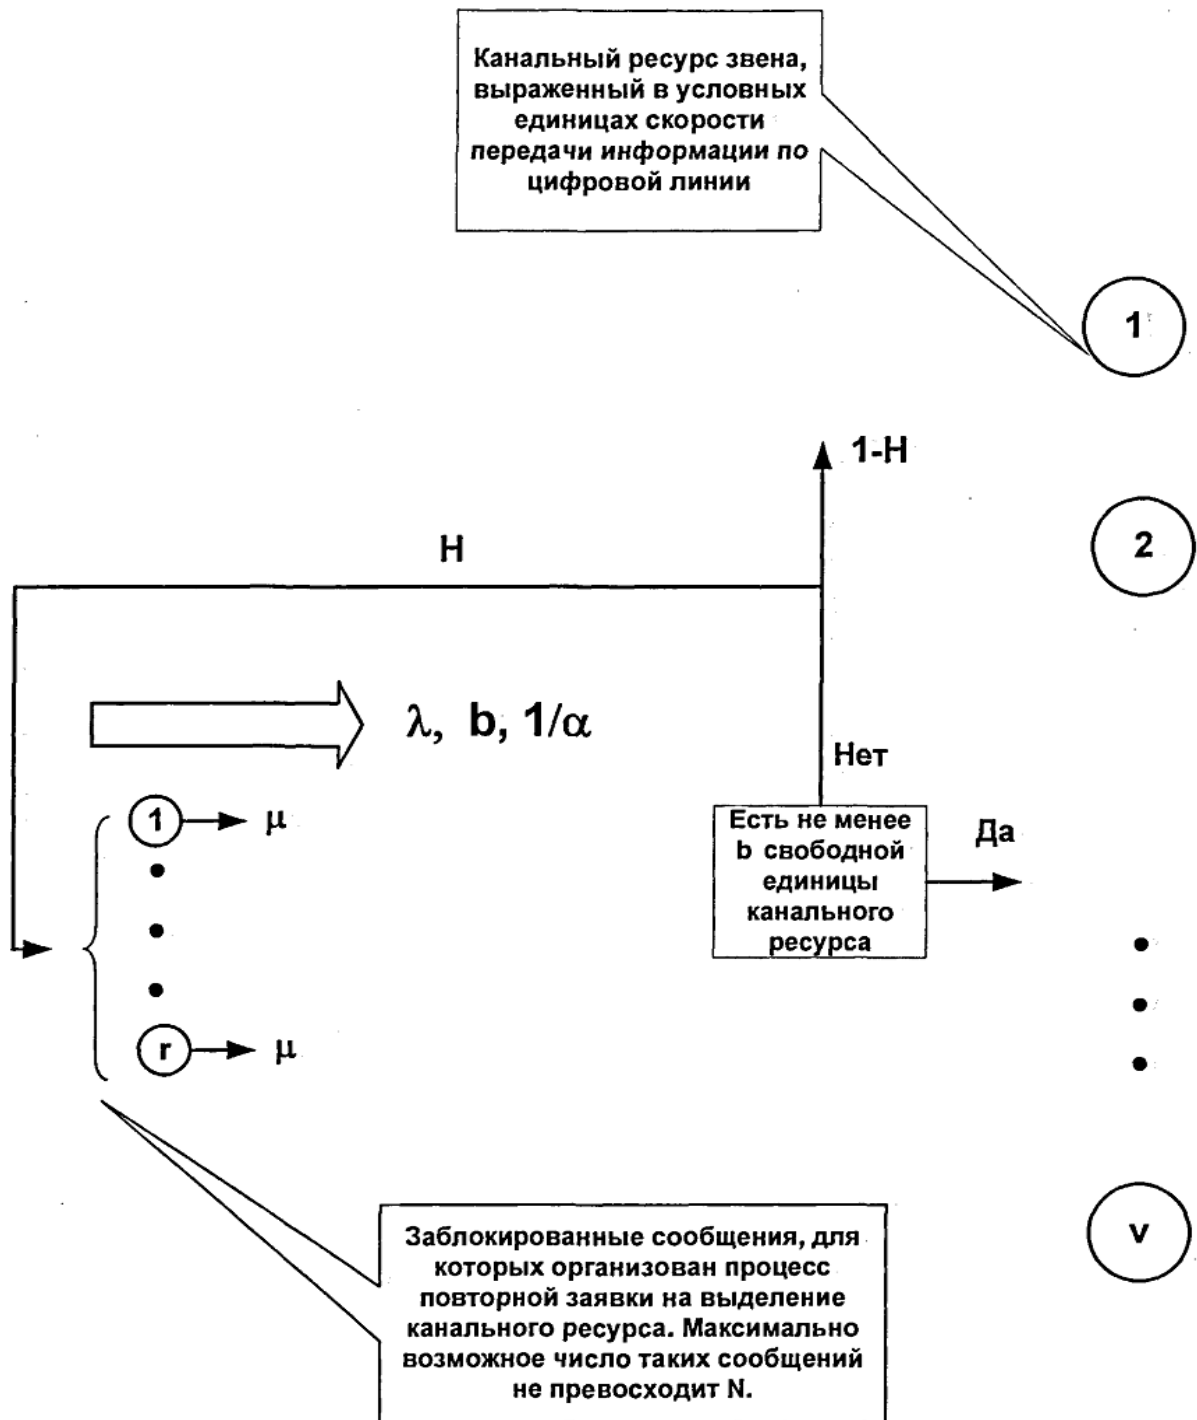 Канальный ресурс звена,
выраженный в условных
единицах скорости
передачи информации по
цифровой линии
1
1-H
H
2
λ, b, 1/α
Нет
1 μ
Есть не менее
b свободной
единицы
канального
ресурса
Да
r μ
v
Заблокированные сообщения, для
которых организован процесс
повторной заявки на выделение
канального ресурса. Максимально
возможное число таких сообщений
не превосходит N.